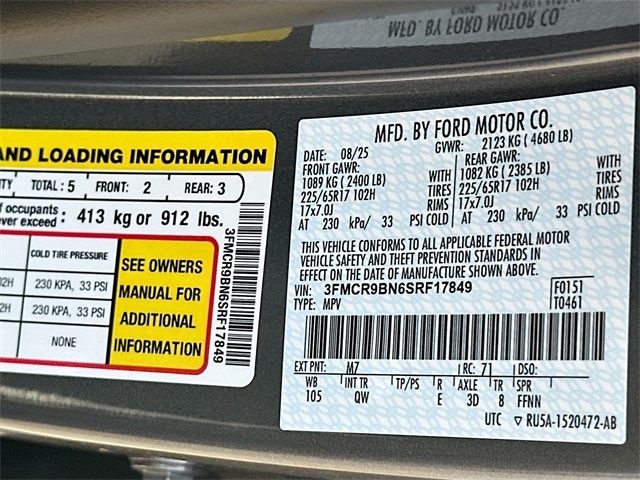 AND LOADING INFORMATION
TOTAL: 5 FRONT: 2 REAR: 3
of occupants:
ever exceed: 413 kg or 912 lbs.
COLD TIRE PRESSURE
230 KPA, 33 PSI
230 KPA, 33 PSI
NONE
SEE OWNERS
MANUAL FOR
ADDITIONAL
INFORMATION
3FMCR9BN6SRF17849
MFD. BY FORD MOTOR CO.
MFD. BY FORD MOTOR CO.
DATE: 08/25 GVWR: 2123 KG (4680 LB)
FRONT GAWR: REAR GAWR:
1089 KG (2400 LB) WITH 1082 KG (2385 LB) WITH
225/65R17 102H TIRES 225/65R17 102H TIRES
17x7.0J RIMS 17x7.0J RIMS
AT 230 kPa/ 33 PSI COLD AT 230 kPa/ 33 PSI COLD
THIS VEHICLE CONFORMS TO ALL APPLICABLE FEDERAL MOTOR
VEHICLE SAFETY AND THEFT PREVENTION STANDARDS IN
EFFECT ON THE DATE OF MANUFACTURE SHOWN ABOVE.
VIN: 3FMCR9BN6SRF17849 F0151
TYPE: MPV T0461
EXT PNT: M7 RC: 71 DSO:
WB INT TR TP/PS R AXLE TR SPR
105 QW E 3D 8 FFNN
UTC ▽ RU5A-1520472-AB